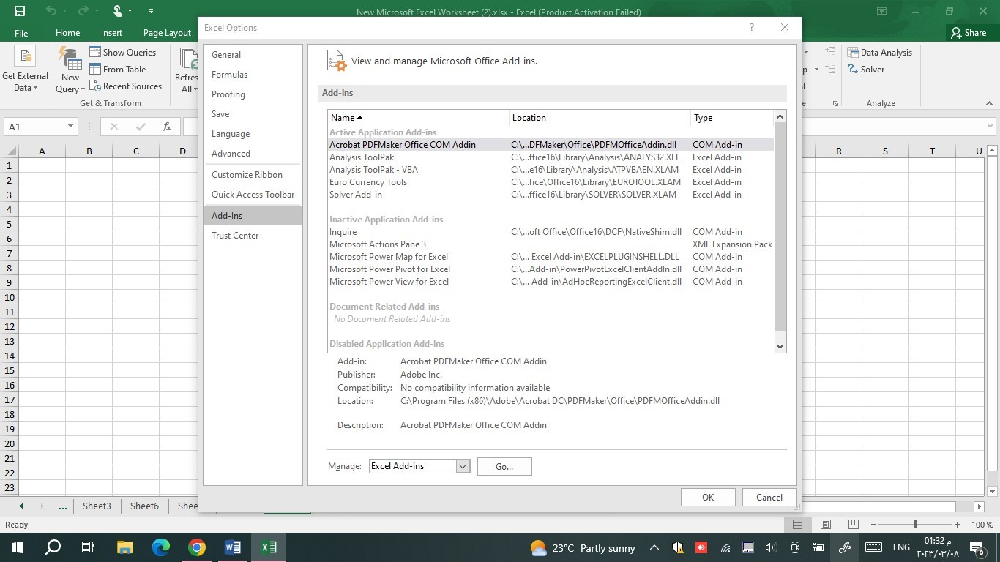 New Microsoft Excel Worksheet (2).xlsx - Excel (Product Activation Failed)
File Home Insert Page Layout Share
Excel Options ?
Get External Data
New Query
Show Queries
From Table
Recent Sources
Get & Transform
Refres
All
Data Analysis
Solver
Analyze
A1 fx
A B C D R S T U
1
2
3
4
5
6
7
8
9
10
11
12
13
14
15
16
17
18
19
20
21
22
23
General
Formulas
Proofing
Save
Language
Advanced
Customize Ribbon
Quick Access Toolbar
Add-Ins
Trust Center
View and manage Microsoft Office Add-ins.
Add-ins
Name Location Type
Active Application Add-ins
Acrobat PDFMaker Office COM Addin C:\...DFMaker\Office\PDFMOfficeAddin.dll COM Add-in
Analysis ToolPak C:\...ffice16\Library\Analysis\ANALYS32.XLL Excel Add-in
Analysis ToolPak - VBA C:\...e16\Library\Analysis\ATPVBAEN.XLAM Excel Add-in
Euro Currency Tools C:\...fice\Office16\Library\EUROTOOL.XLAM Excel Add-in
Solver Add-in C:\...ffice16\Library\SOLVER\SOLVER.XLAM Excel Add-in
Inactive Application Add-ins
Inquire C:\...oft Office\Office16\DCF\NativeShim.dll COM Add-in
Microsoft Actions Pane 3 XML Expansion Pack
Microsoft Power Map for Excel C:\... Excel Add-in\EXCELPLUGINSHELL.DLL COM Add-in
Microsoft Power Pivot for Excel C:\...Add-in\PowerPivotExcelClientAddIn.dll COM Add-in
Microsoft Power View for Excel C:\... Add-in\AdHocReportingExcelClient.dll COM Add-in
Document Related Add-ins
No Document Related Add-ins
Disabled Application Add-ins
Add-in: Acrobat PDFMaker Office COM Addin
Publisher: Adobe Inc.
Compatibility: No compatibility information available
Location: C:\Program Files (x86)\Adobe\Acrobat DC\PDFMaker\Office\PDFMOfficeAddin.dll
Description: Acrobat PDFMaker Office COM Addin
Manage: Excel Add-ins Go...
OK Cancel
... Sheet3 Sheet6 Shee
Ready 100 %
23°C Partly sunny ENG
01:32 م
٢٠٢٣/٠٣/٠٨